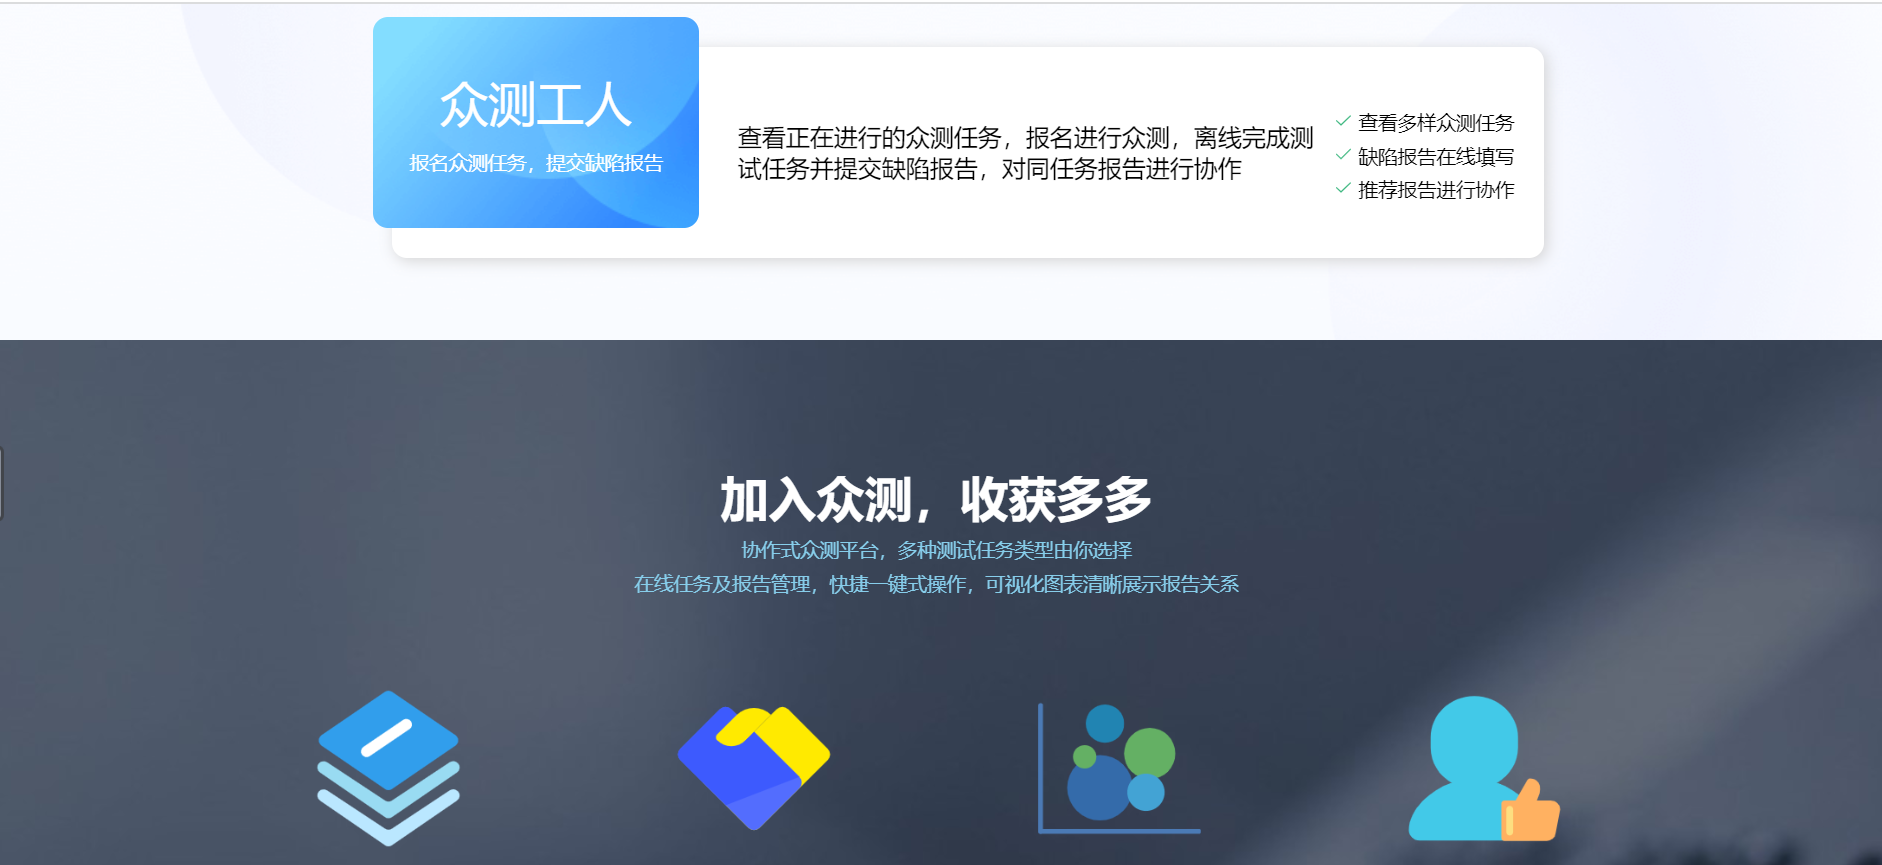 众测工人
报名众测任务，提交缺陷报告
查看正在进行的众测任务，报名进行众测，离线完成测
试任务并提交缺陷报告，对同任务报告进行协作
查看多样众测任务
缺陷报告在线填写
推荐报告进行协作
加入众测，收获多多
协作式众测平台，多种测试任务类型由你选择
在线任务及报告管理，快捷一键式操作，可视化图表清晰展示报告关系